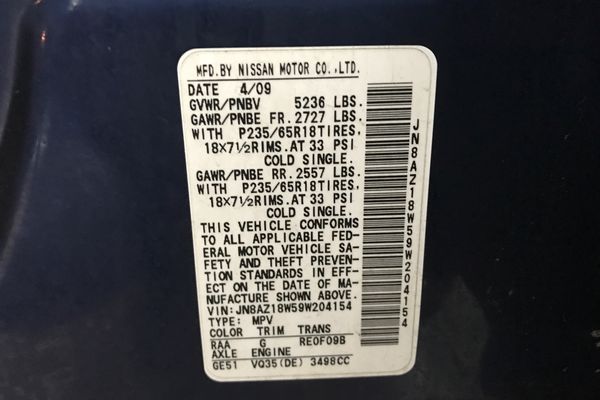 MFD.BY NISSAN MOTOR CO.,LTD.
DATE 4/09
GVWR/PNBV 5236 LBS.
GAWR/PNBE FR.2727 LBS.
WITH P235/65R18TIRES,
18X7½RIMS.AT 33 PSI
COLD SINGLE.
GAWR/PNBE RR.2557 LBS.
WITH P235/65R18TIRES,
18X7½RIMS.AT 33 PSI
COLD SINGLE.
THIS VEHICLE CONFORMS
TO ALL APPLICABLE FED-
ERAL MOTOR VEHICLE SA-
FETY AND THEFT PREVEN-
TION STANDARDS IN EFF-
ECT ON THE DATE OF MA-
NUFACTURE SHOWN ABOVE.
VIN:JN8AZ18W59W204154
TYPE: MPV
COLOR TRIM TRANS
RAA G RE0F09B
AXLE ENGINE
GE51 VQ35(DE) 3498CC
JN8AZ18W59W204154